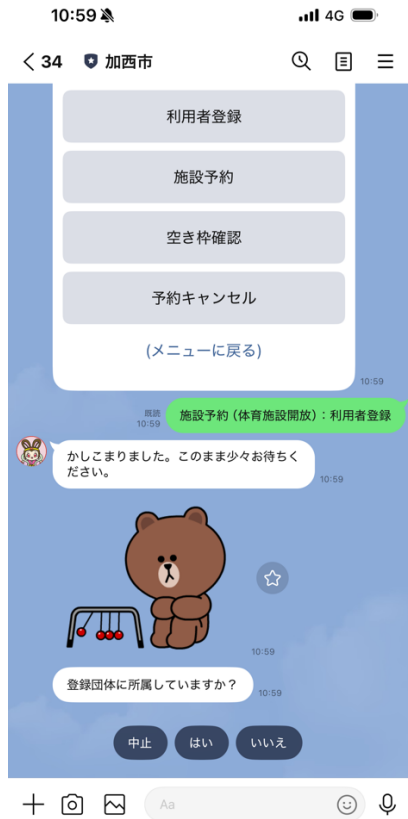 10:59
4G
34 加西市
利用者登録
施設予約
空き枠確認
予約キャンセル
(メニューに戻る)
10:59
既読
10:59
施設予約（体育施設開放）：利用者登録
かしこまりました。このまま少々お待ちく
ださい。
10:59
10:59
登録団体に所属していますか？
10:59
中止
はい
いいえ
Aa